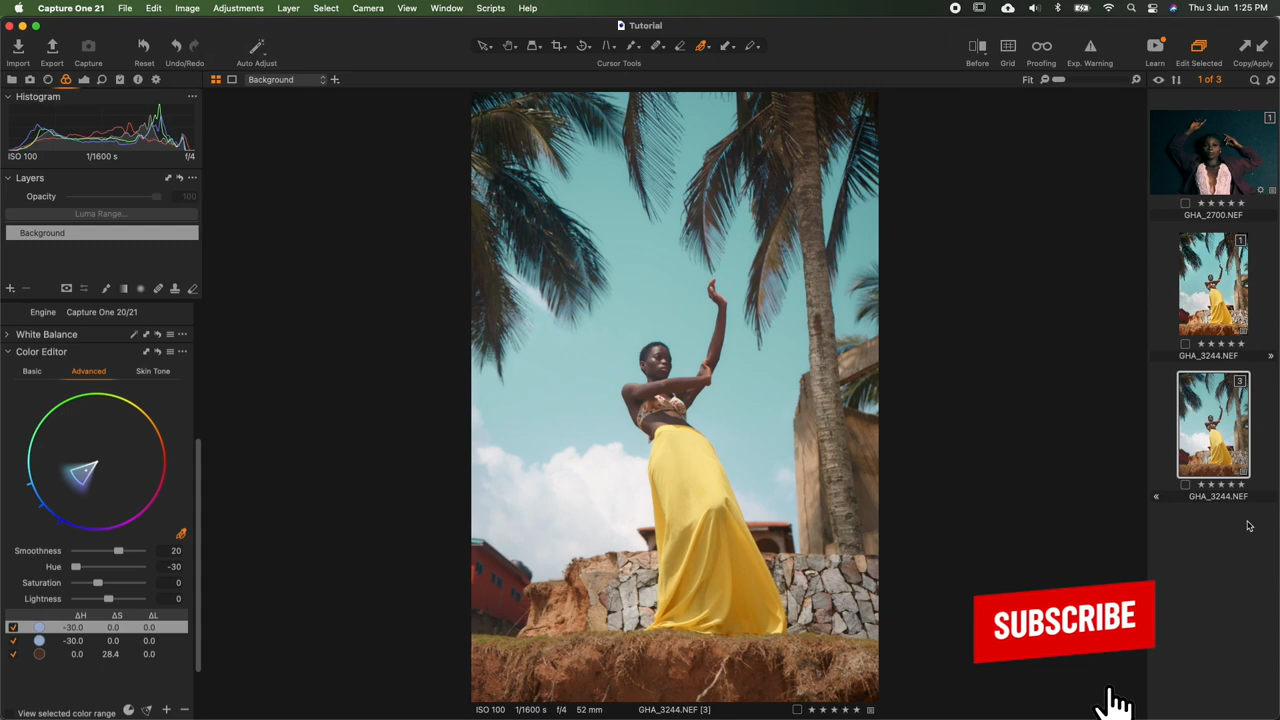 Capture One 21 File Edit Image Adjustments Layer Select Camera View Window Scripts Help Thu 3 Jun 1:25 PM
Tutorial
Import Export Capture Reset Undo/Redo Auto Adjust Cursor Tools Before Grid Proofing Exp. Warning Learn Edit Selected Copy/Apply
Background Fit 1 of 3
Histogram
ISO 100 1/1600 s f/4
Layers
Opacity 100
Luma Range...
Background
Engine Capture One 20/21
White Balance
Color Editor
Basic Advanced Skin Tone
Smoothness 20
Hue -30
Saturation 0
Lightness 0
ΔH ΔS ΔL
-30.0 0.0 0.0
-30.0 0.0 0.0
0.0 28.4 0.0
View selected color range
ISO 100 1/1600 s f/4 52 mm GHA_3244.NEF [3]
1
GHA_2700.NEF
1
GHA_3244.NEF
3
GHA_3244.NEF
SUBSCRIBE